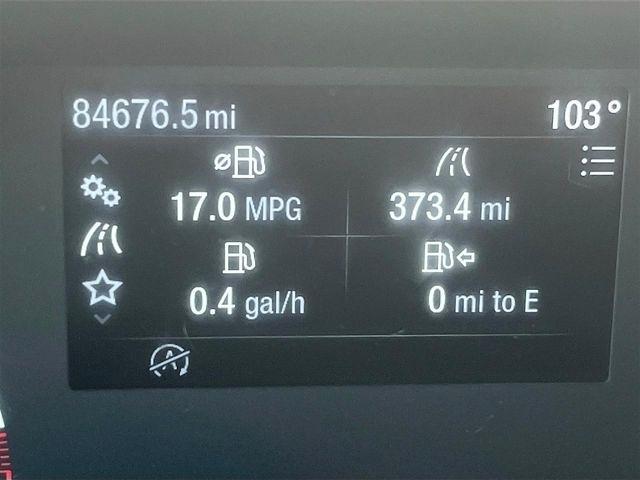 84676.5 mi 103°
17.0 MPG 373.4 mi
0.4 gal/h 0 mi to E
A